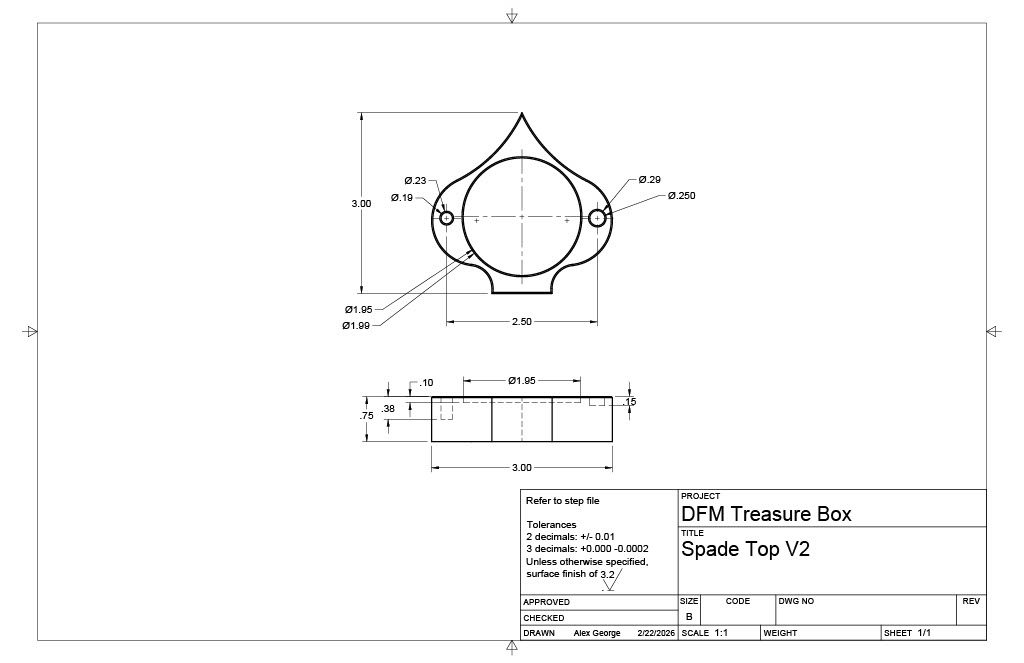 Ø.23
Ø.29
Ø.19
Ø.250
3.00
Ø1.95
Ø1.99
2.50
.10
Ø1.95
.38
.15
.75
3.00
Refer to step file
Tolerances
2 decimals: +/- 0.01
3 decimals: +0.000 -0.0002
Unless otherwise specified,
surface finish of 3.2
PROJECT
DFM Treasure Box
TITLE
Spade Top V2
APPROVED
CHECKED
DRAWN Alex George 2/22/2026
SIZE CODE DWG NO REV
B
SCALE 1:1 WEIGHT SHEET 1/1